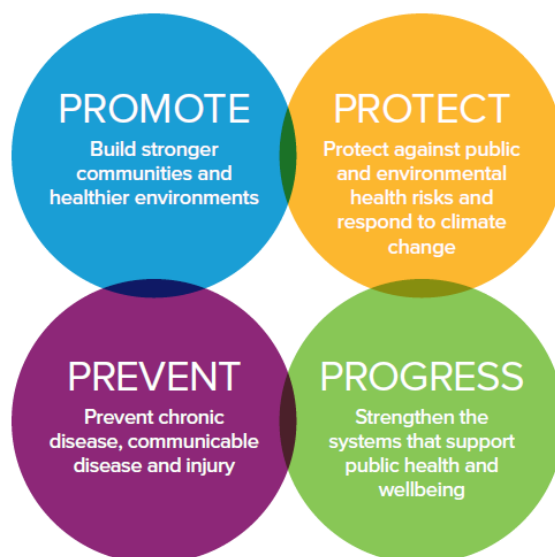 PROMOTE
Build stronger
communities and
healthier environments
PROTECT
Protect against public
and environmental
health risks and
respond to climate
change
PREVENT
Prevent chronic
disease, communicable
disease and injury
PROGRESS
Strengthen the
systems that support
public health and
wellbeing